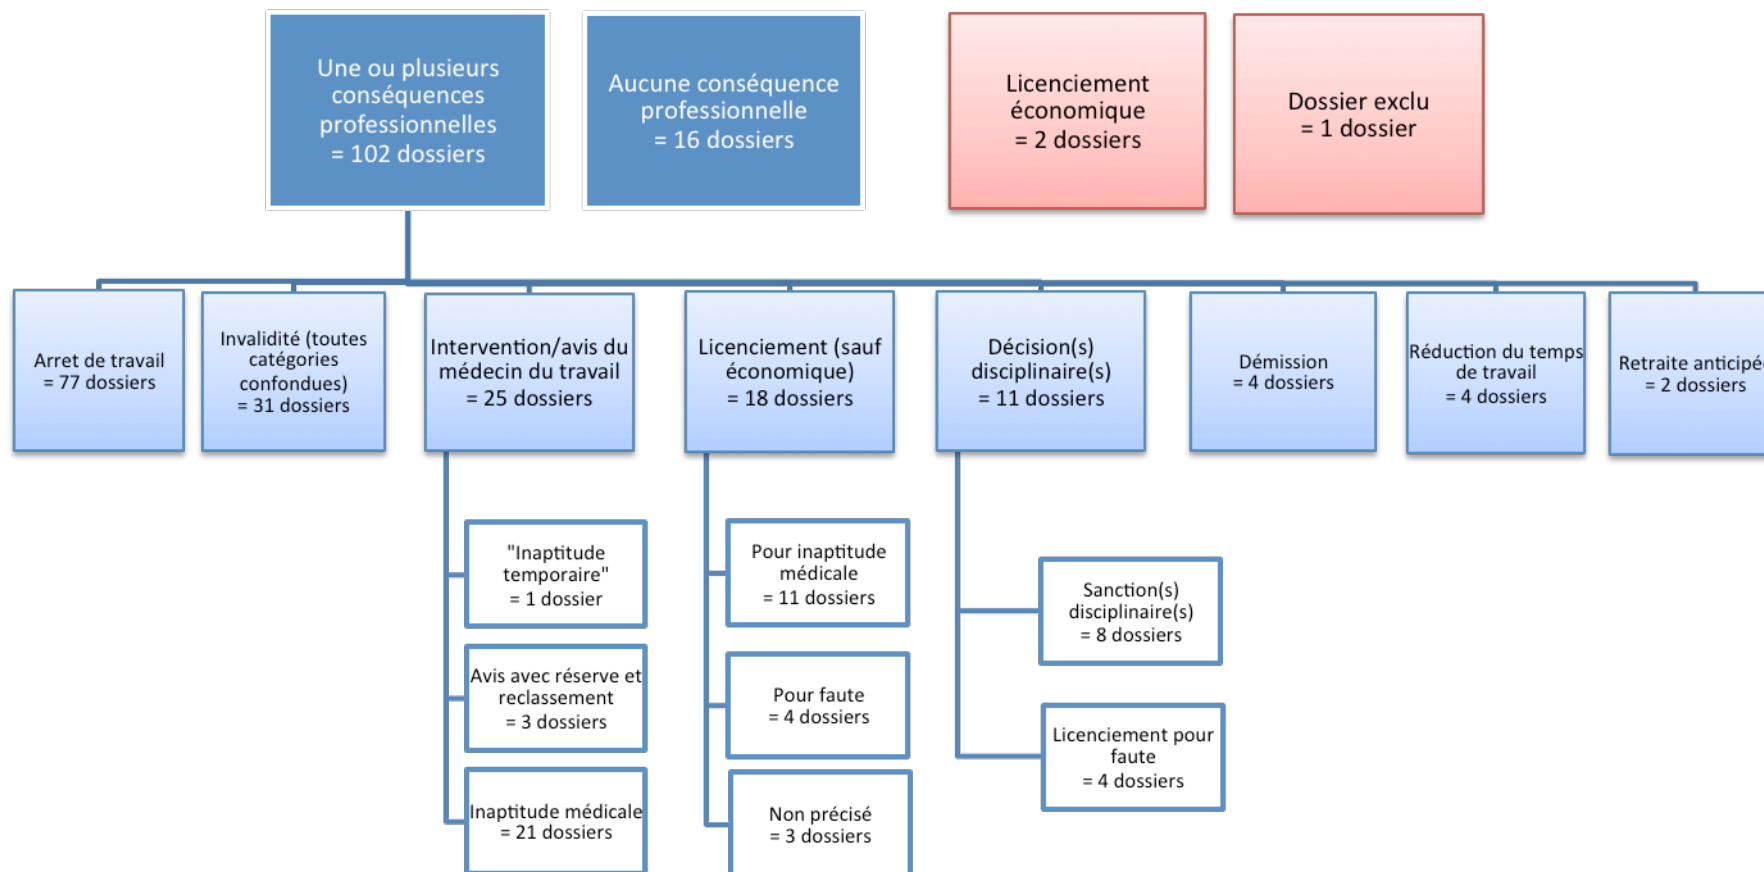 Une ou plusieurs
conséquences
professionnelles
= 102 dossiers
Aucune conséquence
professionnelle
= 16 dossiers
Licenciement
économique
= 2 dossiers
Dossier exclu
= 1 dossier
Arret de travail
= 77 dossiers
Invalidité (toutes
catégories
confondues)
= 31 dossiers
Intervention/avis du
médecin du travail
= 25 dossiers
Licenciement (sauf
économique)
= 18 dossiers
Décision(s)
disciplinaire(s)
= 11 dossiers
Démission
= 4 dossiers
Réduction du temps
de travail
= 4 dossiers
Retraite anticipée
= 2 dossiers
"Inaptitude
temporaire"
= 1 dossier
Avis avec réserve et
reclassement
= 3 dossiers
Inaptitude médicale
= 21 dossiers
Pour inaptitude
médicale
= 11 dossiers
Pour faute
= 4 dossiers
Non précisé
= 3 dossiers
Sanction(s)
disciplinaire(s)
= 8 dossiers
Licenciement pour
faute
= 4 dossiers